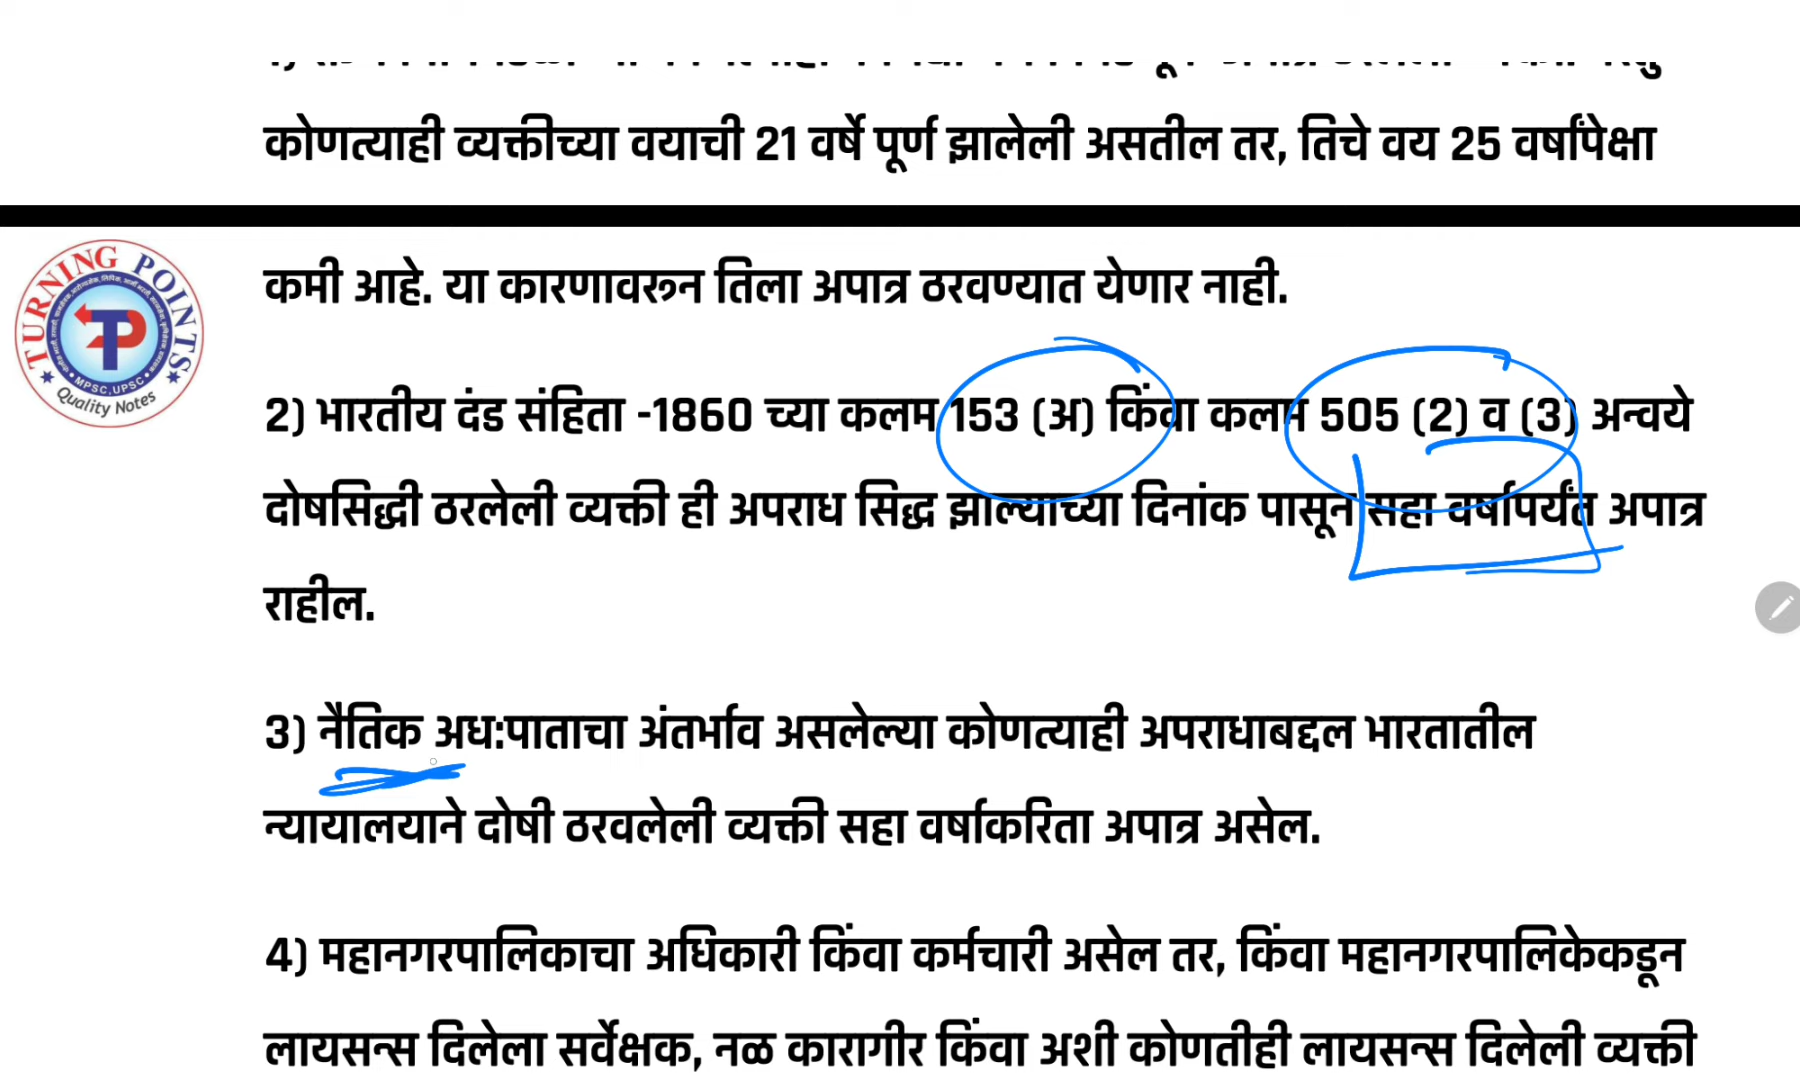 कोणत्याही व्यक्तीच्या वयाची 21 वर्षे पूर्ण झालेली असतील तर, तिचे वय 25 वर्षांपेक्षा
TURNING POINTS
MPSC, UPSC
Quality Notes
कमी आहे. या कारणावरून तिला अपात्र ठरवण्यात येणार नाही.
2) भारतीय दंड संहिता -1860 च्या कलम 153 (अ) किंवा कलम 505 (2) व (3) अन्वये
दोषसिद्धी ठरलेली व्यक्ती ही अपराध सिद्ध झाल्याच्या दिनांक पासून सहा वर्षापर्यंत अपात्र
राहील.
3) नैतिक अध:पाताचा अंतर्भाव असलेल्या कोणत्याही अपराधाबद्दल भारतातील
न्यायालयाने दोषी ठरवलेली व्यक्ती सहा वर्षाकरिता अपात्र असेल.
4) महानगरपालिकाचा अधिकारी किंवा कर्मचारी असेल तर, किंवा महानगरपालिकेकडून
लायसन्स दिलेला सर्वेक्षक, नळ कारागीर किंवा अशी कोणतीही लायसन्स दिलेली व्यक्ती